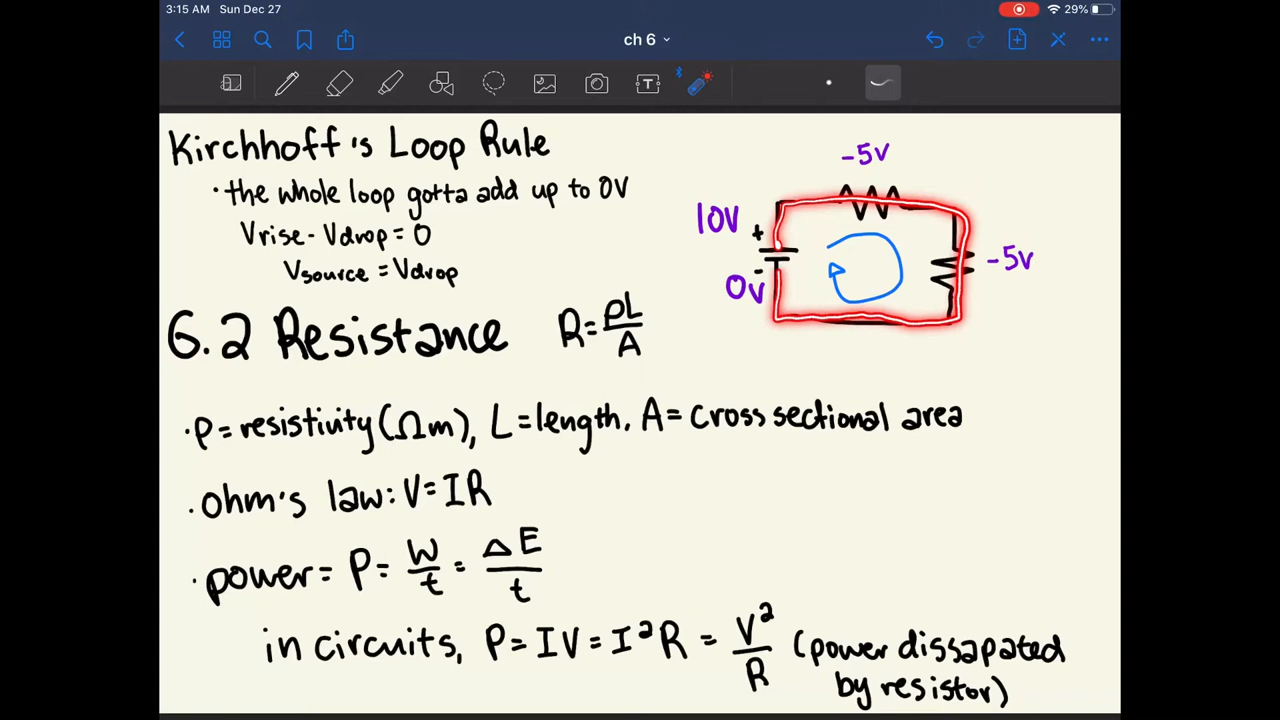 3:15 AM Sun Dec 27
29%
ch 6
T
Kirchhoff's Loop Rule
• the whole loop gotta add up to 0V
Vrise - Vdrop = 0
Vsource = Vdrop
-5v
10V
+
-
0V
-5v
6.2 Resistance R = ρL/A
• ρ = resistivity (Ωm), L = length, A = cross sectional area
• ohm's law: V = IR
• power = P = W/t = ΔE/t
in circuits, P = IV = I²R = V²/R (power dissapated
by resistor)